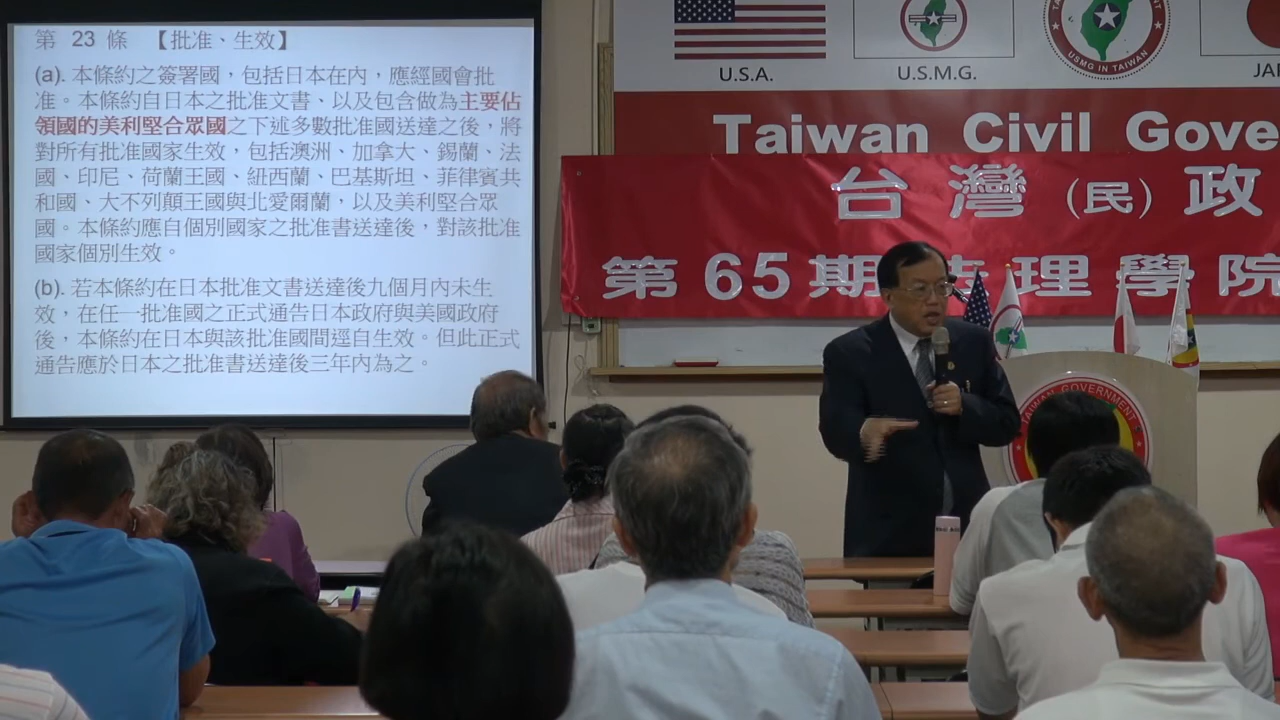 第 23 條 【批准、生效】
(a). 本條約之簽署國，包括日本在內，應經國會批
准。本條約自日本之批准文書、以及包含做為主要佔
領國的美利堅合眾國之下述多數批准國送達之後，將
對所有批准國家生效，包括澳洲、加拿大、錫蘭、法
國、印尼、荷蘭王國、紐西蘭、巴基斯坦、菲律賓共
和國、大不列顛王國與北愛爾蘭，以及美利堅合眾
國。本條約應自個別國家之批准書送達後，對該批准
國家個別生效。
(b). 若本條約在日本批准文書送達後九個月內未生
效，在任一批准國之正式通告日本政府與美國政府
後，本條約在日本與該批准國間逕自生效。但此正式
通告應於日本之批准書送達後三年內為之。
U.S.A.
U.S.M.G.
USMG IN TAIWAN
JA
Taiwan Civil Gove
台灣(民)政
第65期 理學院
TAIWAN GOVERNMENT